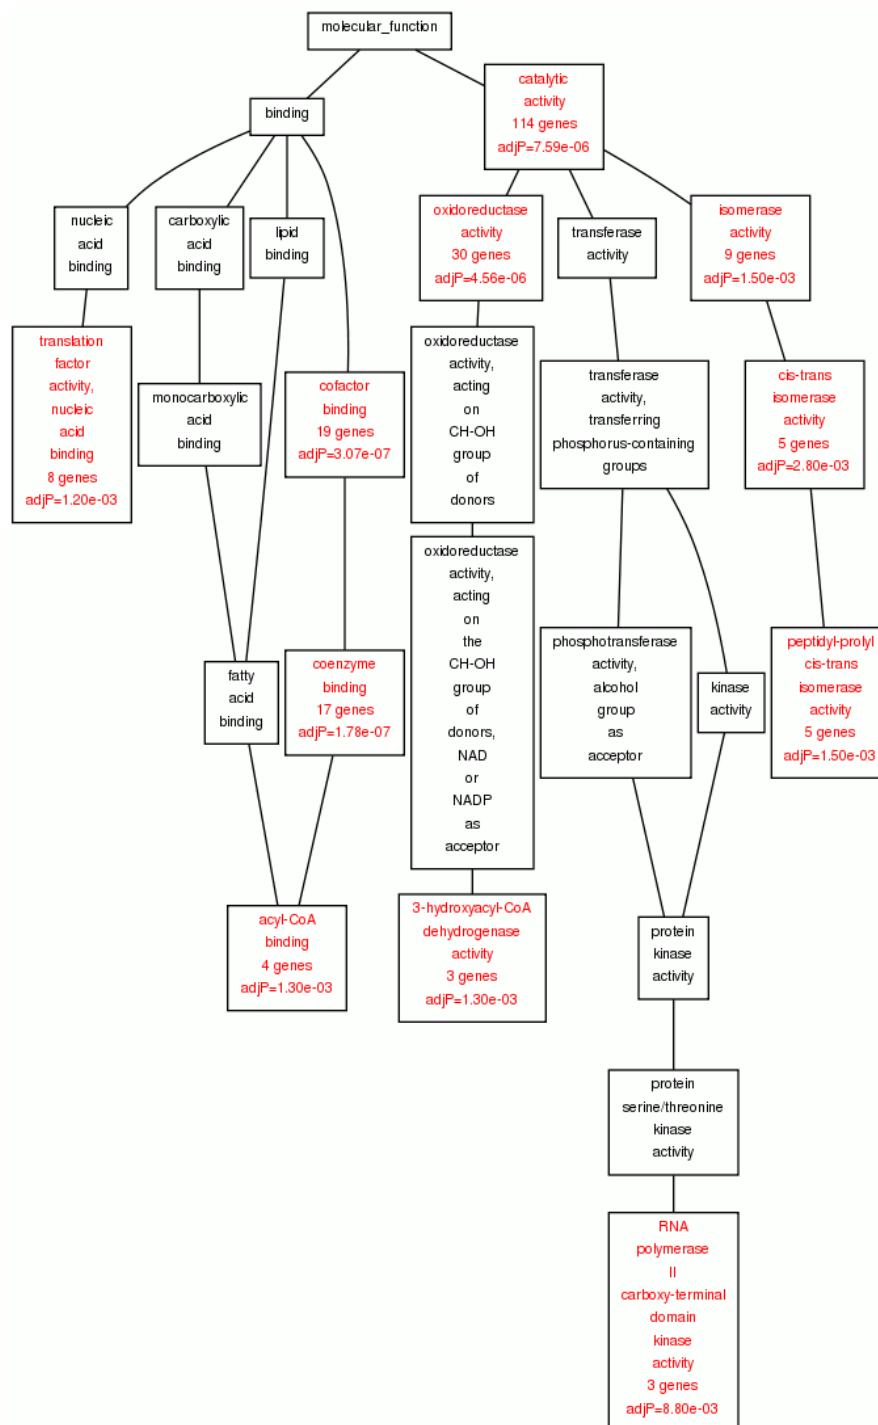 molecular_function
catalytic
activity
114 genes
adjP=7.59e-06
binding
nucleic
acid
binding
carboxylic
acid
binding
lipid
binding
oxidoreductase
activity
30 genes
adjP=4.56e-06
transferase
activity
isomerase
activity
9 genes
adjP=1.50e-03
translation
factor
activity,
nucleic
acid
binding
8 genes
adjP=1.20e-03
monocarboxylic
acid
binding
cofactor
binding
19 genes
adjP=3.07e-07
oxidoreductase
activity,
acting
on
CH-OH
group
of
donors
transferase
activity,
transferring
phosphorus-containing
groups
cis-trans
isomerase
activity
5 genes
adjP=2.80e-03
oxidoreductase
activity,
acting
on
the
CH-OH
group
of
donors,
NAD
or
NADP
as
acceptor
fatty
acid
binding
coenzyme
binding
17 genes
adjP=1.78e-07
phosphotransferase
activity,
alcohol
group
as
acceptor
kinase
activity
peptidyl-prolyl
cis-trans
isomerase
activity
5 genes
adjP=1.50e-03
acyl-CoA
binding
4 genes
adjP=1.30e-03
3-hydroxyacyl-CoA
dehydrogenase
activity
3 genes
adjP=1.30e-03
protein
kinase
activity
protein
serine/threonine
kinase
activity
RNA
polymerase
II
carboxy-terminal
domain
kinase
activity
3 genes
adjP=8.80e-03